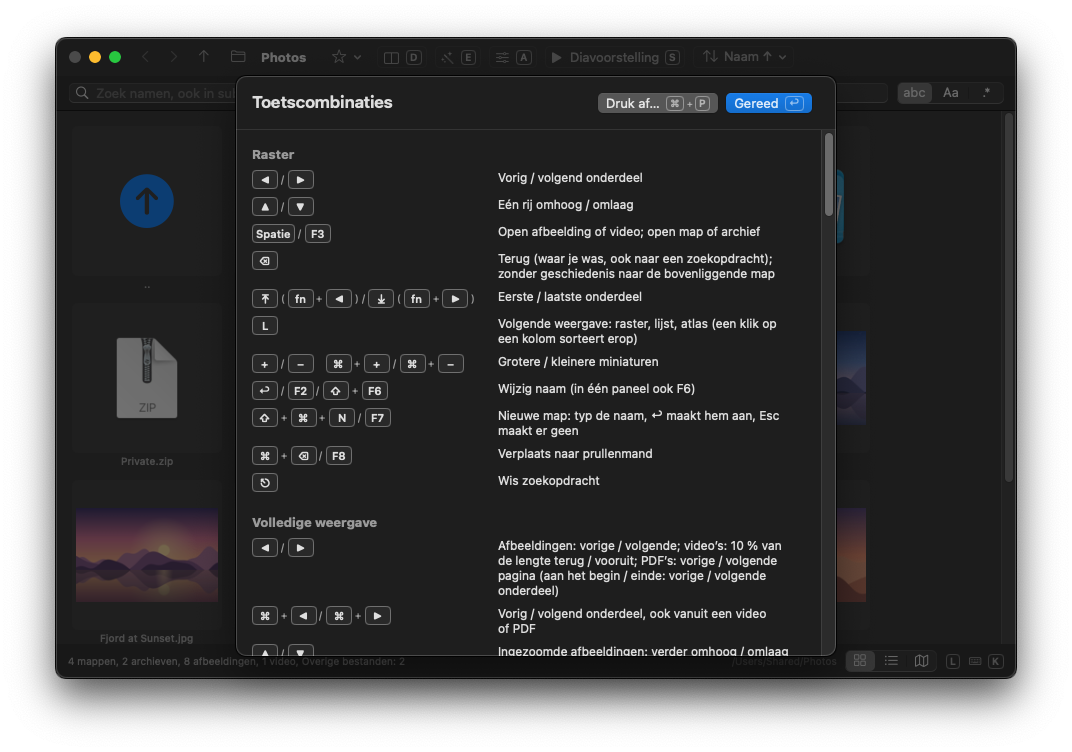 Photos D E A Diavoorstelling S Naam
Zoek namen, ook in sul abc Aa .*
Toetscombinaties Druk af... ⌘ + P Gereed ↩
Raster
◀ / ▶ Vorig / volgend onderdeel
▲ / ▼ Eén rij omhoog / omlaag
Spatie / F3 Open afbeelding of video; open map of archief
⌫ Terug (waar je was, ook naar een zoekopdracht);
zonder geschiedenis naar de bovenliggende map
⤒ ( fn + ◀ ) / ⤓ ( fn + ▶ ) Eerste / laatste onderdeel
L Volgende weergave: raster, lijst, atlas (een klik op
een kolom sorteert erop)
+ / − ⌘ + + / ⌘ + − Grotere / kleinere miniaturen
↩ / F2 / ⇧ + F6 Wijzig naam (in één paneel ook F6)
⇧ + ⌘ + N / F7 Nieuwe map: typ de naam, ↩ maakt hem aan, Esc
maakt er geen
⌘ + ⌫ / F8 Verplaats naar prullenmand
⎋ Wis zoekopdracht
Volledige weergave
◀ / ▶ Afbeeldingen: vorige / volgende; video's: 10 % van
de lengte terug / vooruit; PDF's: vorige / volgende
pagina (aan het begin / einde: vorige / volgende
onderdeel)
⌘ + ◀ / ⌘ + ▶ Vorig / volgend onderdeel, ook vanuit een video
of PDF
▲ / ▼ Ingezoomde afbeeldingen: verder omhoog / omlaag
..
ZIP
Private.zip
Fjord at Sunset.jpg
4 mappen, 2 archieven, 8 afbeeldingen, 1 video, Overige bestanden: 2 /Users/Shared/Photos L K